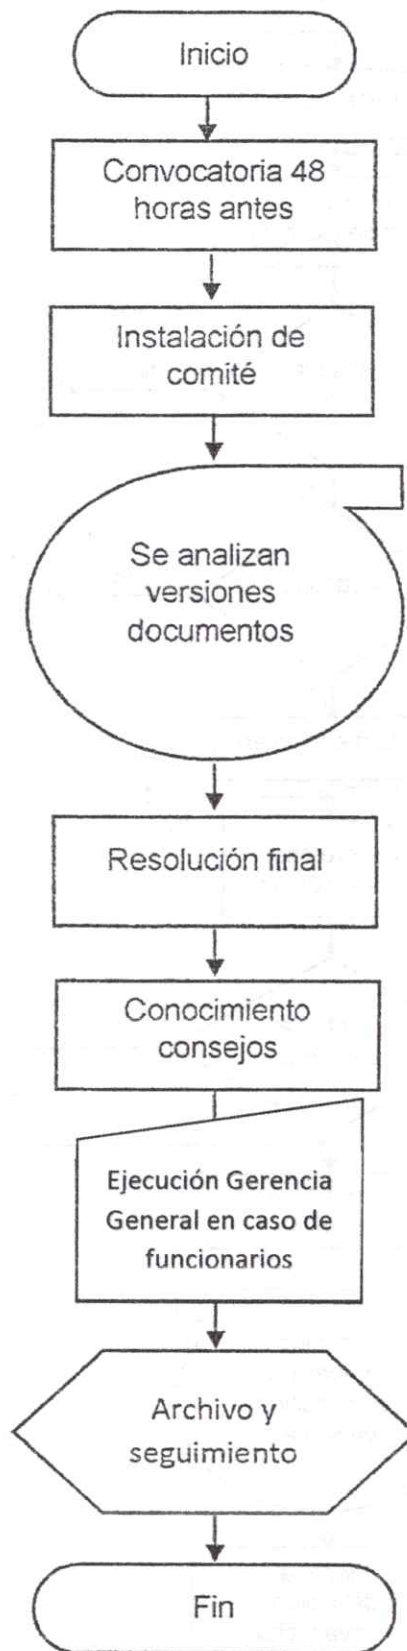 Inicio
Convocatoria 48
horas antes
Instalación de
comité
Se analizan
versiones
documentos
Resolución final
Conocimiento
consejos
Ejecución Gerencia
General en caso de
funcionarios
Archivo y
seguimiento
Fin